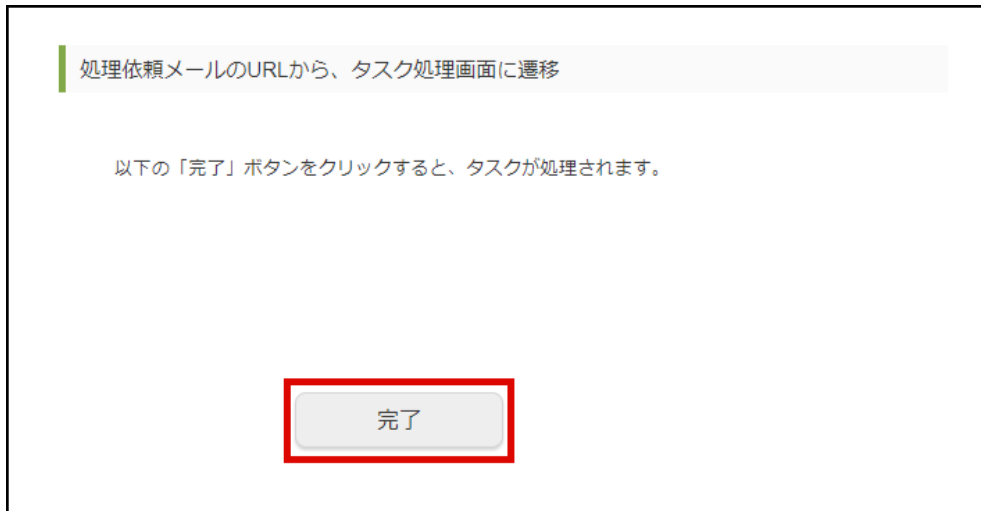 処理依頼メールのURLから、タスク処理画面に遷移
以下の「完了」ボタンをクリックすると、タスクが処理されます。
完了